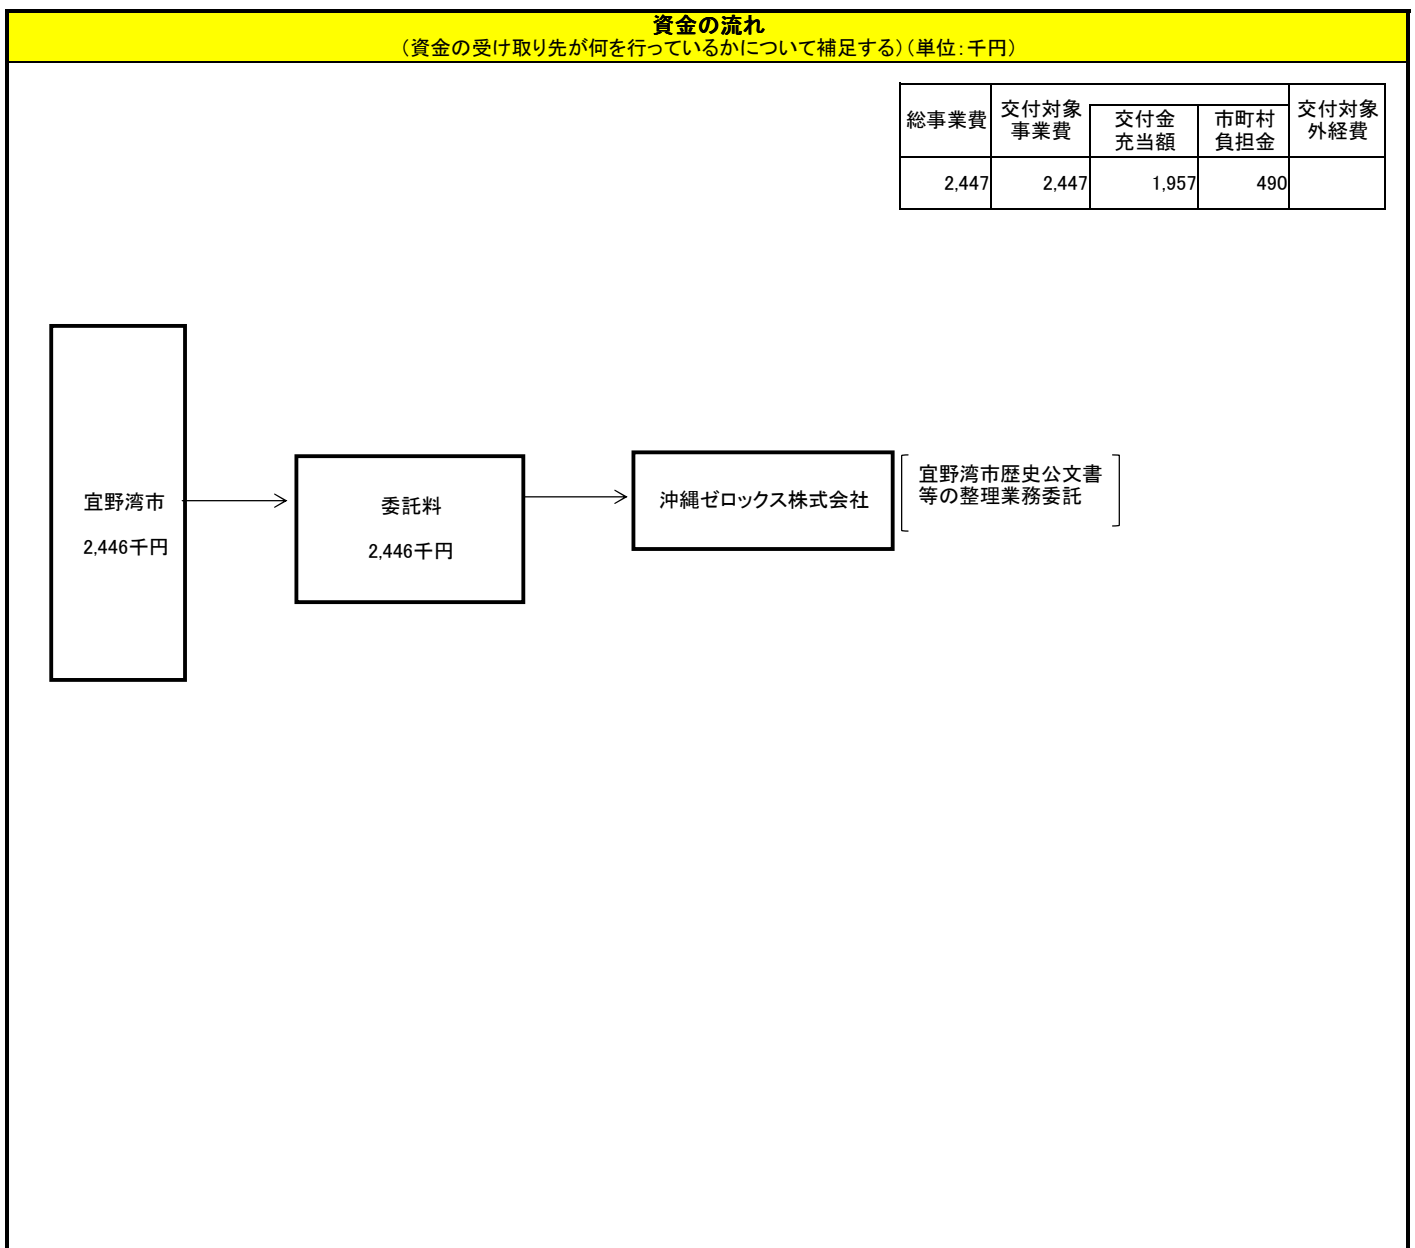 資金の流れ
（資金の受け取り先が何を行っているかについて補足する）（単位：千円）
総事業費
交付対象
事業費
交付金
充当額
市町村
負担金
交付対象
外経費
2,447
2,447
1,957
490
宜野湾市
2,446千円
委託料
2,446千円
沖縄ゼロックス株式会社
宜野湾市歴史公文書
等の整理業務委託